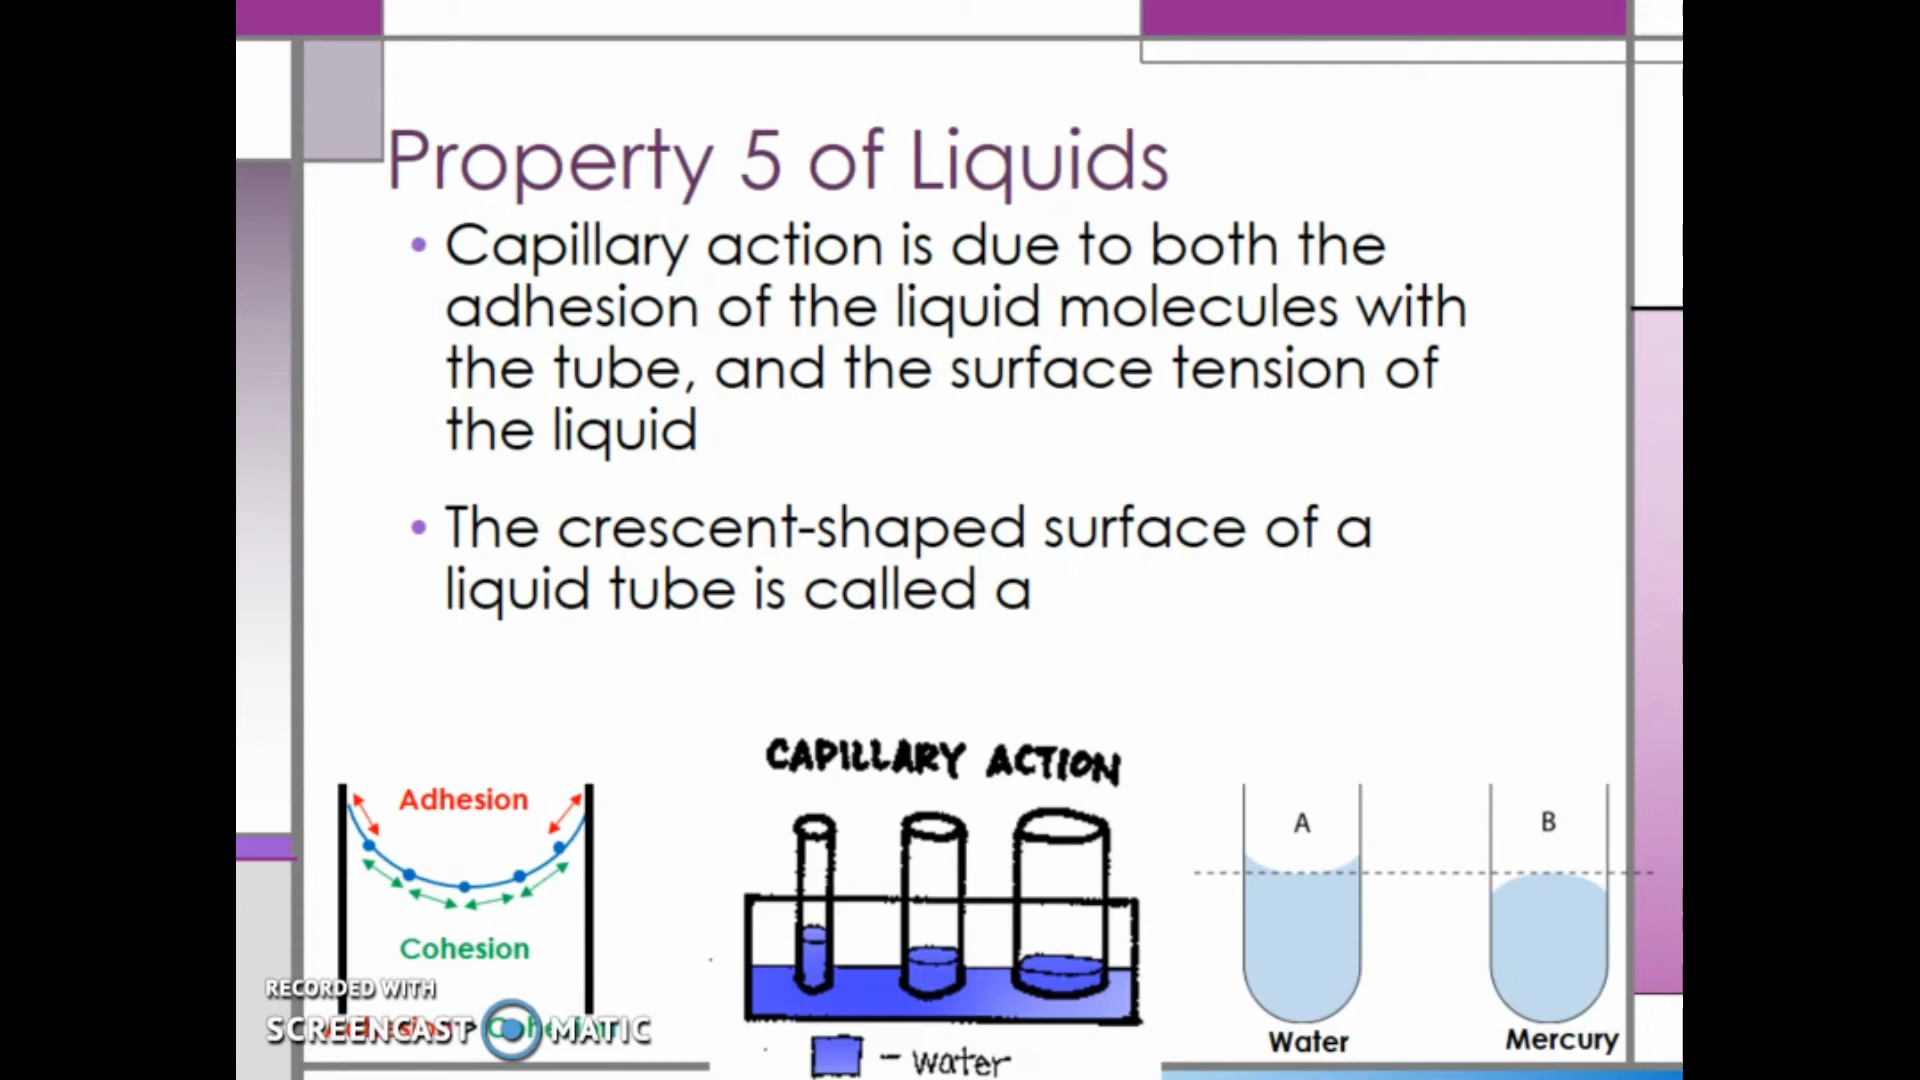 Property 5 of Liquids
• Capillary action is due to both the
adhesion of the liquid molecules with
the tube, and the surface tension of
the liquid
• The crescent-shaped surface of a
liquid tube is called a
CAPILLARY ACTION
Adhesion
Cohesion
A
B
Water
Mercury
- water
RECORDED WITH
SCREENCAST MATIC